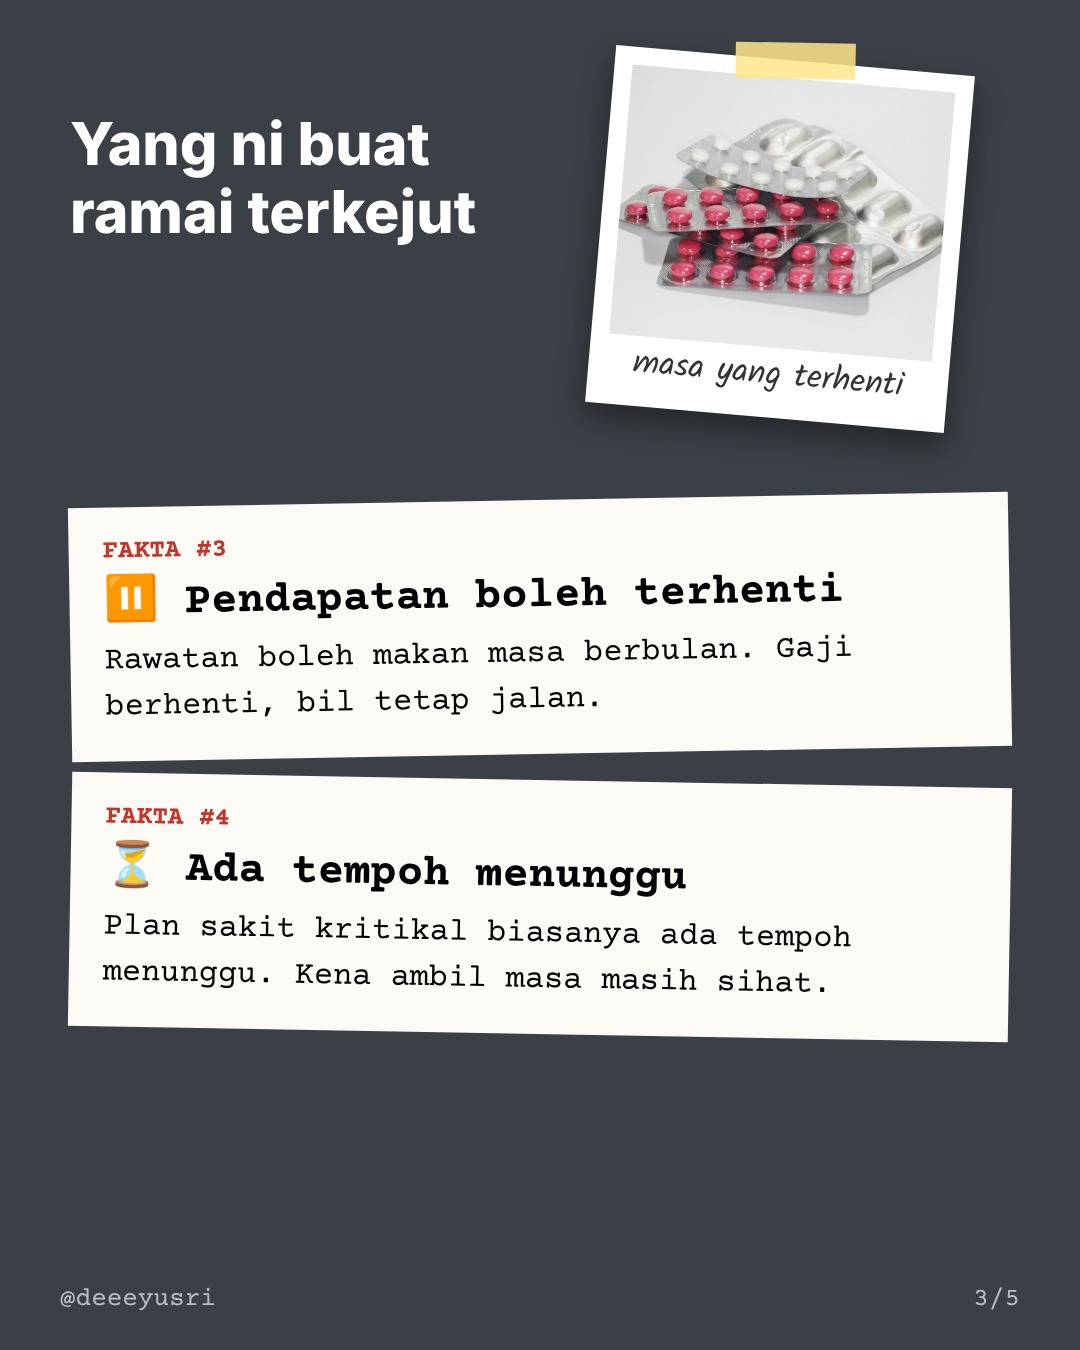 Yang ni buat
ramai terkejut
masa yang terhenti
FAKTA #3
⏸️ Pendapatan boleh terhenti
Rawatan boleh makan masa berbulan. Gaji
berhenti, bil tetap jalan.
FAKTA #4
⏳ Ada tempoh menunggu
Plan sakit kritikal biasanya ada tempoh
menunggu. Kena ambil masa masih sihat.
@deeeyusri
3/5